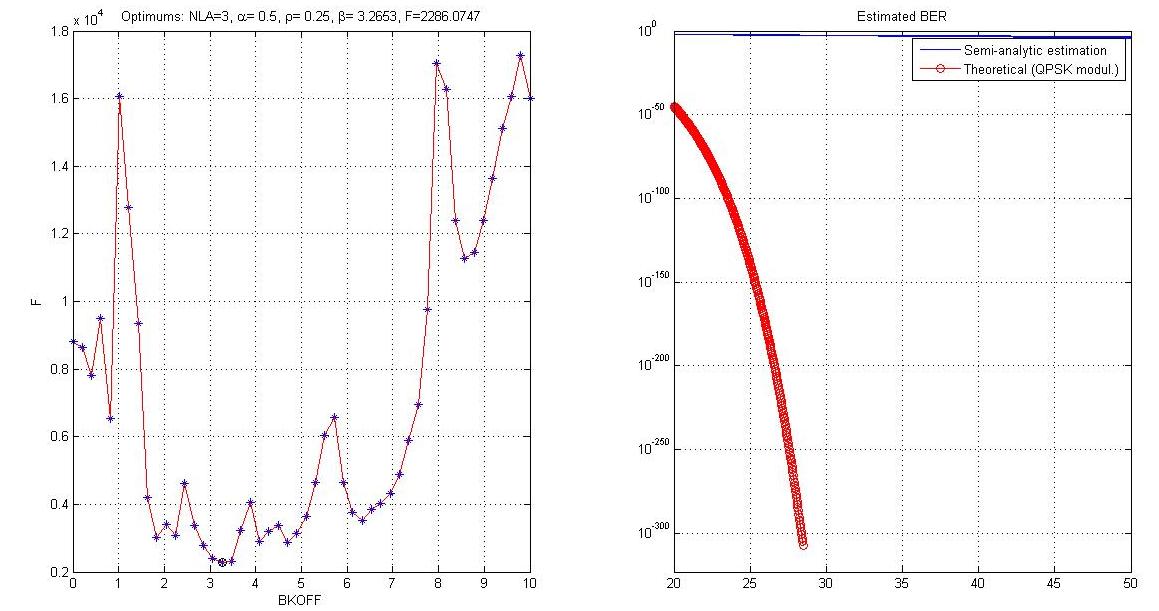 Optimums: NLA=3, α= 0.5, ρ= 0.25, β= 3.2653, F=2286.0747
x 10^4
1.8
1.6
1.4
1.2
1
0.8
0.6
0.4
0.2
F
0 1 2 3 4 5 6 7 8 9 10
BKOFF
Estimated BER
10^0
10^-50
10^-100
10^-150
10^-200
10^-250
10^-300
Semi-analytic estimation
Theoretical (QPSK modul.)
20 25 30 35 40 45 50